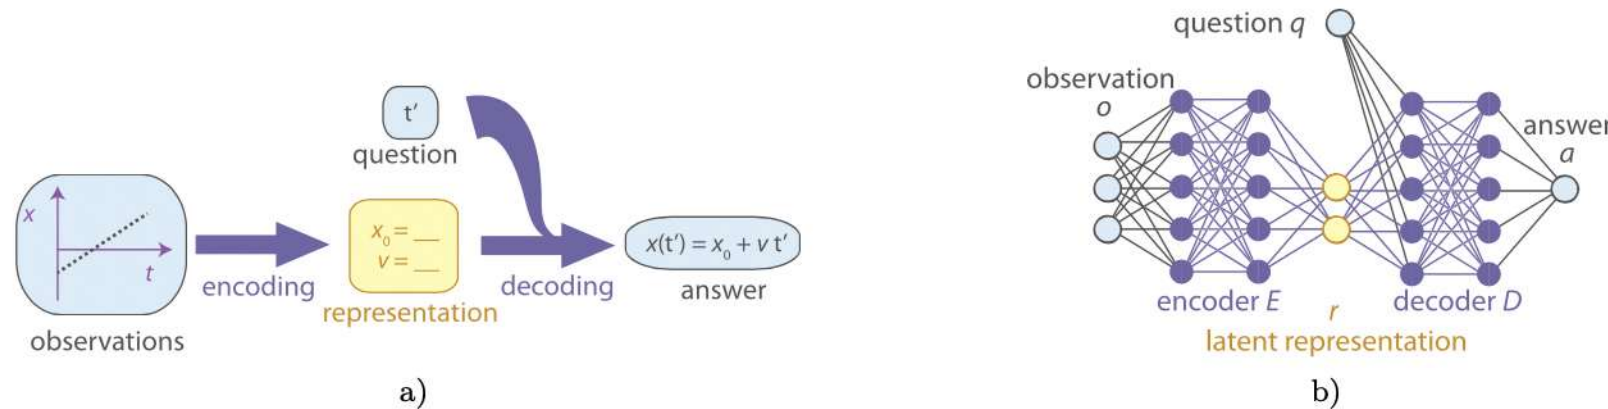 t′
question
x
t
observations
encoding
x₀ = __
v = __
representation
decoding
x(t′) = x₀ + v t′
answer
a)
question q
observation
o
answer
a
encoder E
r
decoder D
latent representation
b)